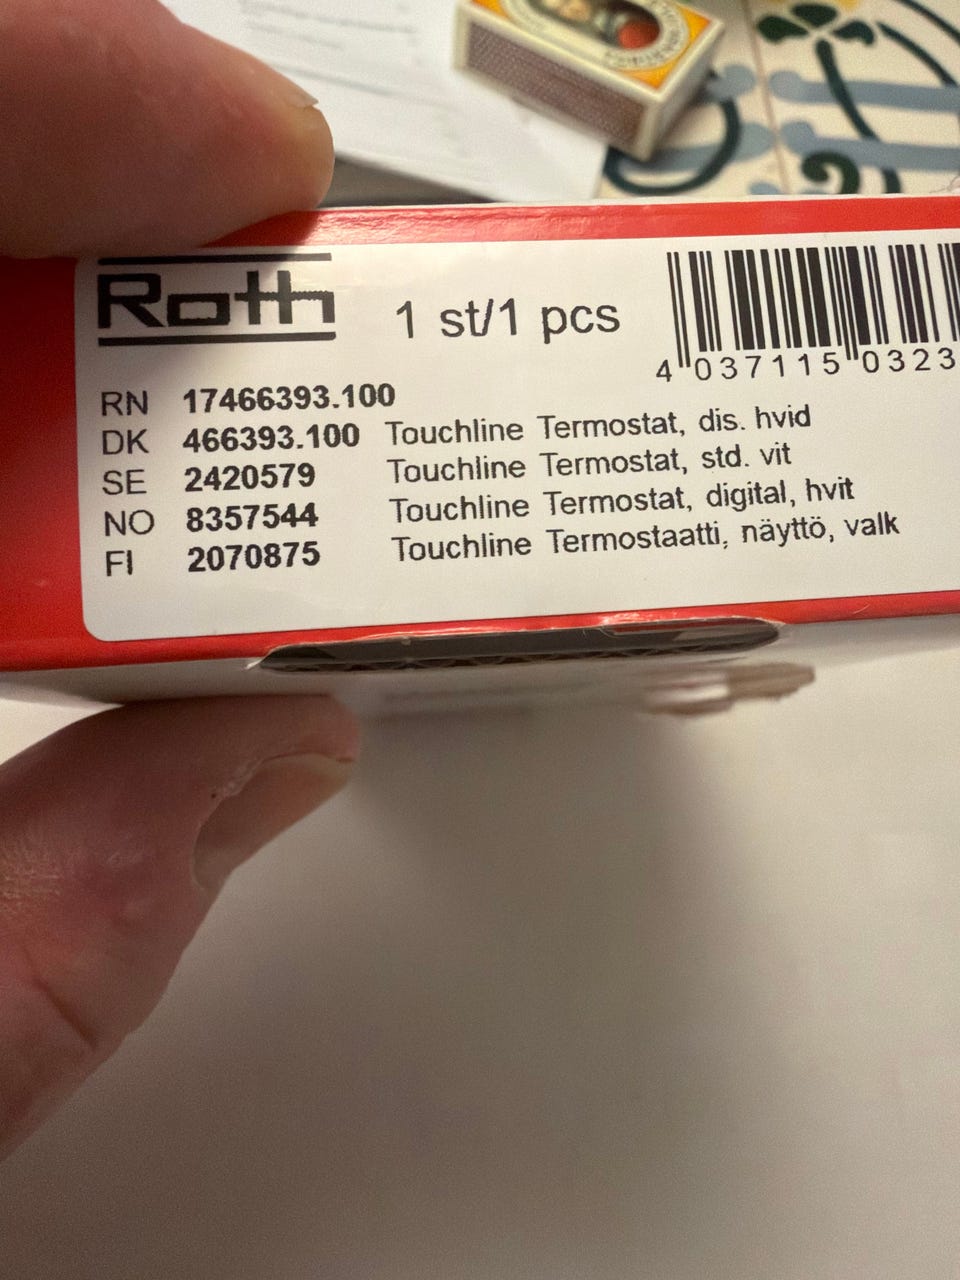 Roth
1 st/1 pcs
4 037115 0323
RN 17466393.100
DK 466393.100 Touchline Termostat, dis. hvid
SE 2420579 Touchline Termostat, std. vit
NO 8357544 Touchline Termostat, digital, hvit
FI 2070875 Touchline Termostaatti, näyttö, valk